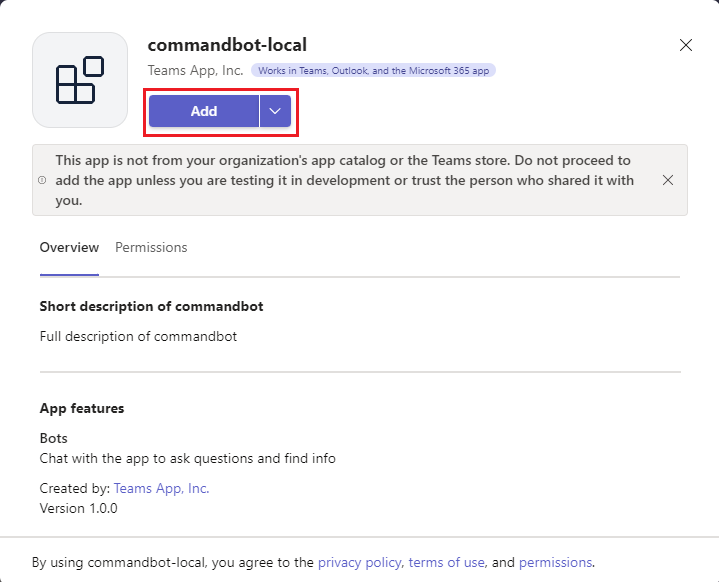 commandbot-local
Teams App, Inc. Works in Teams, Outlook, and the Microsoft 365 app
Add
This app is not from your organization's app catalog or the Teams store. Do not proceed to
add the app unless you are testing it in development or trust the person who shared it with
you.
Overview Permissions
Short description of commandbot
Full description of commandbot
App features
Bots
Chat with the app to ask questions and find info
Created by: Teams App, Inc.
Version 1.0.0
By using commandbot-local, you agree to the privacy policy, terms of use, and permissions.